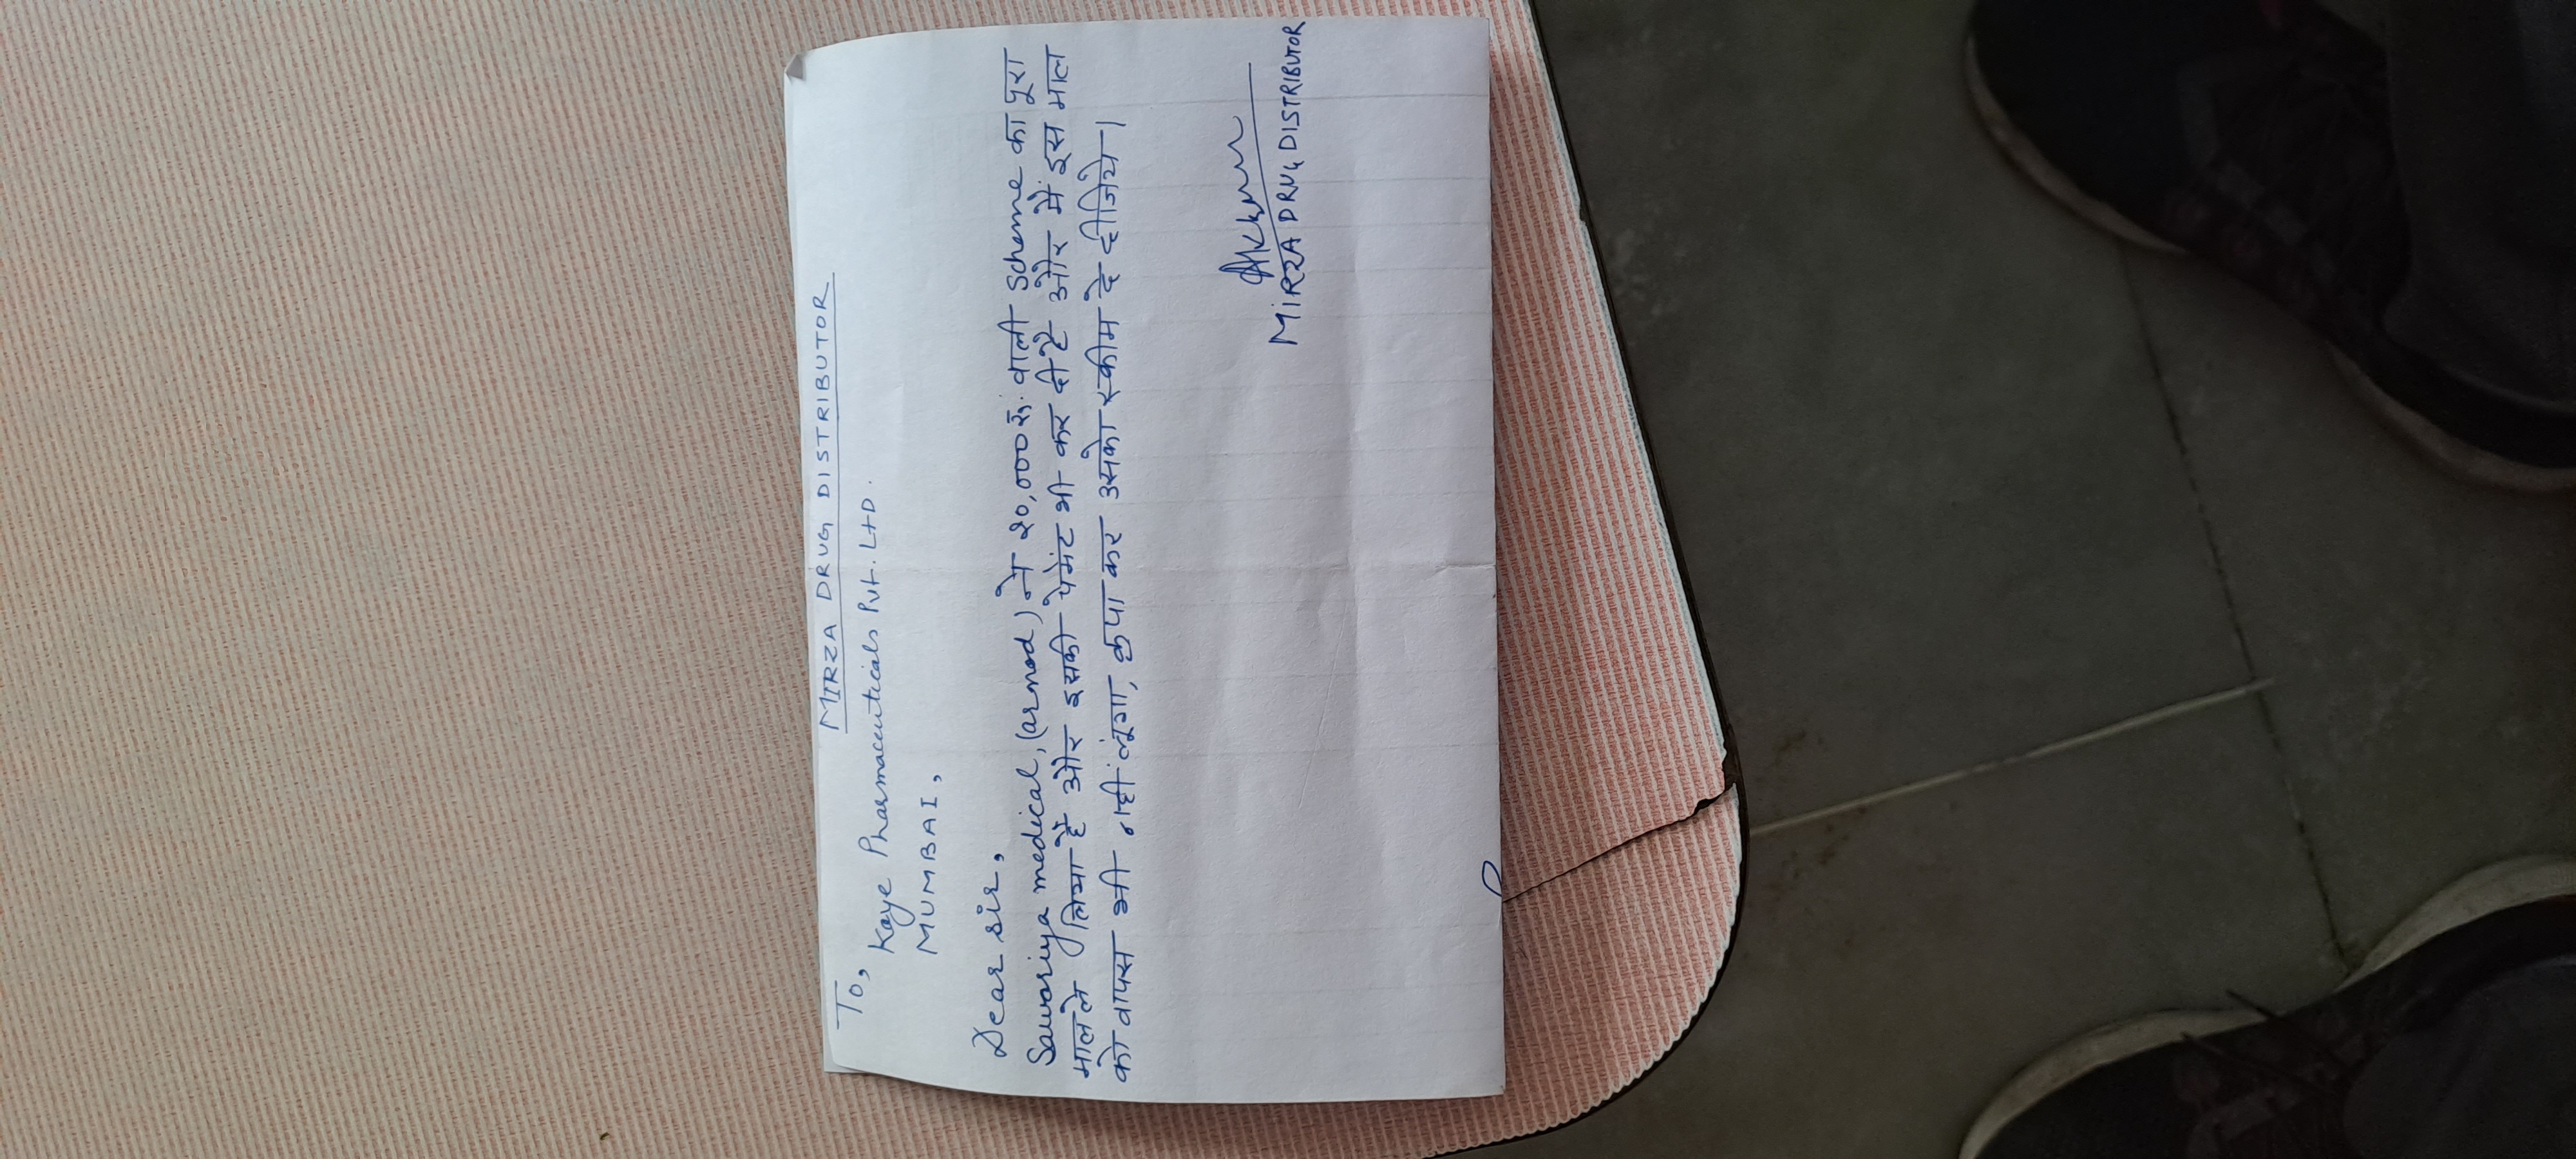 MIRZA DRUG DISTRIBUTOR
To,
Kaye Pharmaceuticals Pvt. Ltd.
MUMBAI,
Dear sir,
Sawariya medical, (arnod) ने 20,000 रु. वाली Scheme का पूरा
माल ले लिया है और इसकी पेमेंट भी कर दी है और में इस माल
को वापस भी नहीं लूंगा, कृपा कर उसको स्कीम दे दीजिये।
MIRZA DRUG DISTRIBUTOR